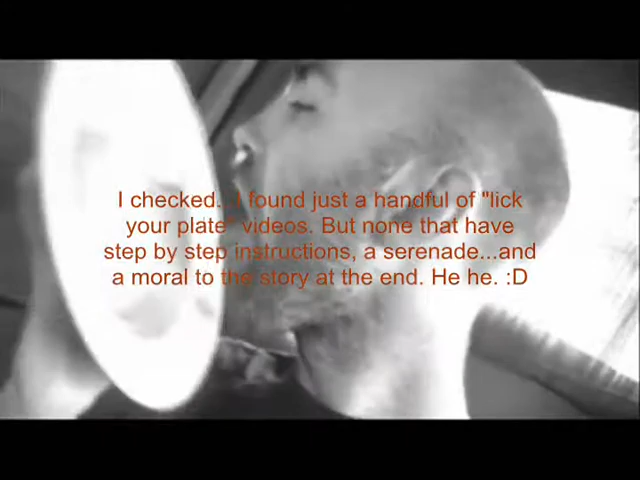 I checked...I found just a handful of "lick
your plate" videos. But none that have
step by step instructions, a serenade...and
a moral to the story at the end. He he. :D